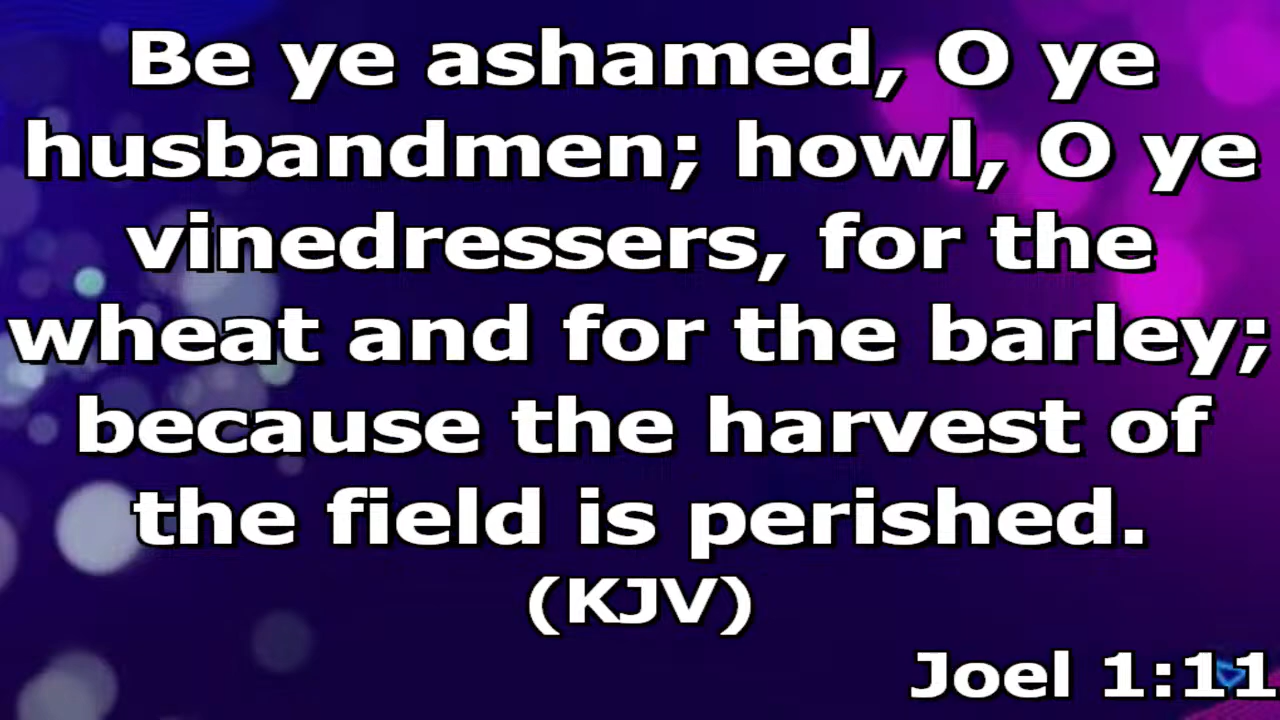 Be ye ashamed, O ye
husbandmen; howl, O ye
vinedressers, for the
wheat and for the barley;
because the harvest of
the field is perished.
(KJV)
Joel 1:11